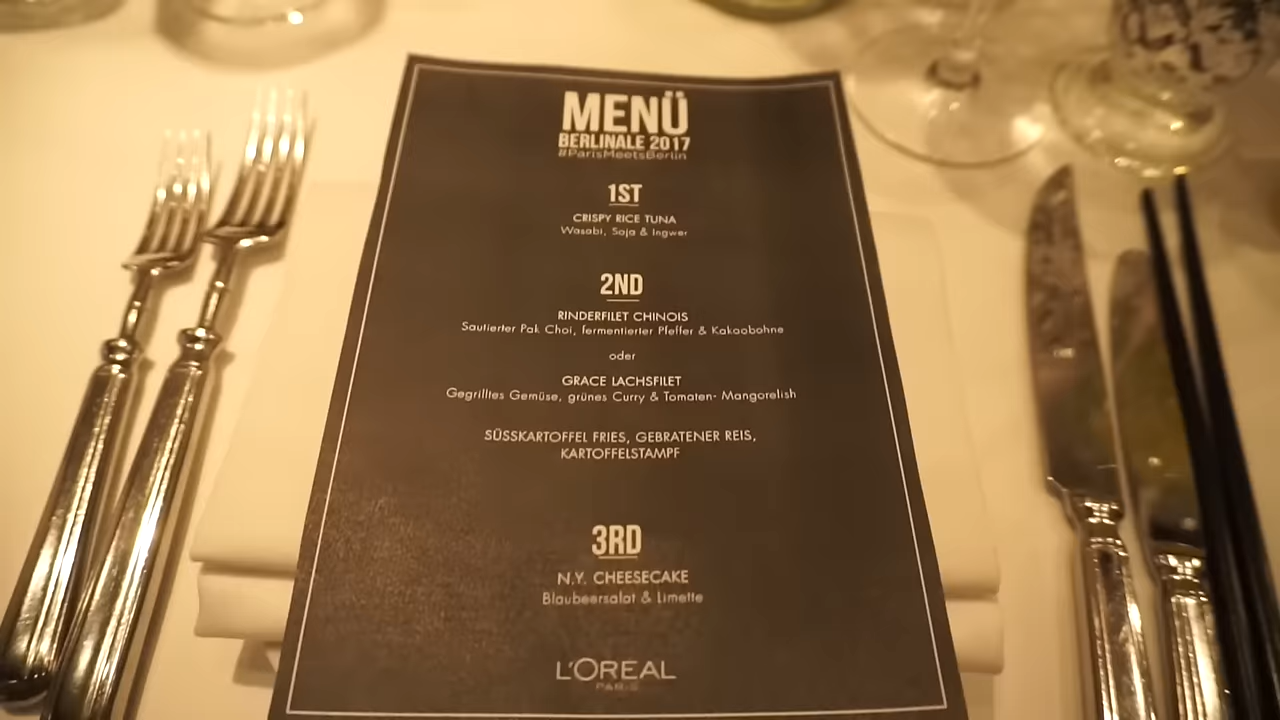 MENÜ
BERLINALE 2017
#ParisMeetsBerlin
1ST
CRISPY RICE TUNA
Wasabi, Soja & Ingwer
2ND
RINDERFILET CHINOIS
Sautierter Pak Choi, fermentierter Pfeffer & Kakaobohne
oder
GRACE LACHSFILET
Gegrilltes Gemüse, grünes Curry & Tomaten- Mangorelish
SÜSSKARTOFFEL FRIES, GEBRATENER REIS,
KARTOFFELSTAMPF
3RD
N.Y. CHEESECAKE
Blaubeersalat & Limette
L'ORÉAL
PARIS